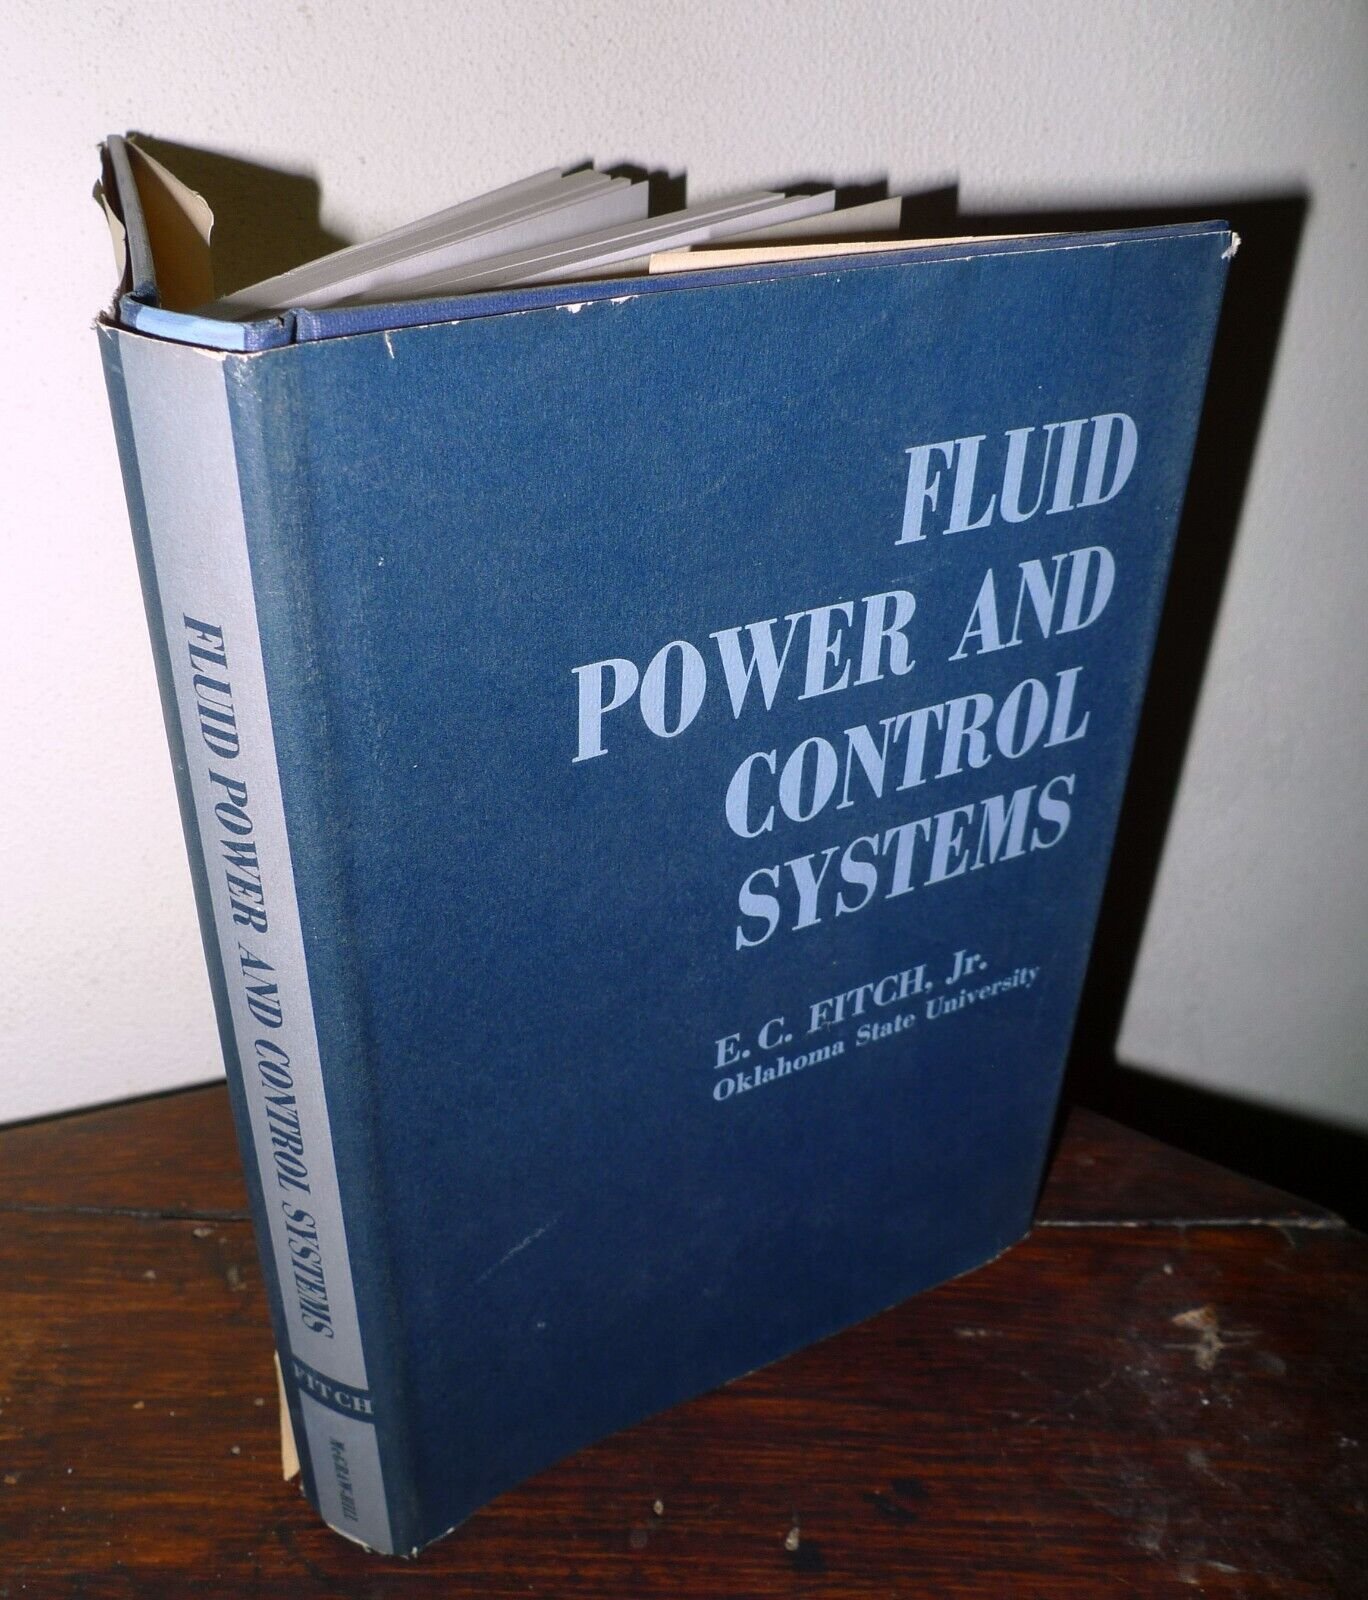 FLUID
POWER AND
CONTROL
SYSTEMS
E. C. FITCH, Jr.
Oklahoma State University
FLUID POWER AND CONTROL SYSTEMS
FITCH
McGRAW-HILL